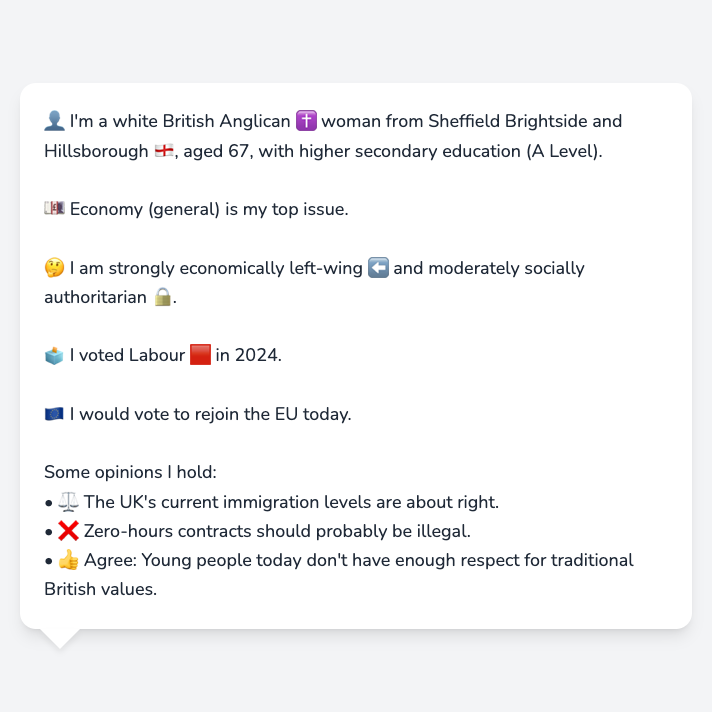 👤 I'm a white British Anglican ✝️ woman from Sheffield Brightside and
Hillsborough 🏴󠁧󠁢󠁥󠁮󠁧󠁿, aged 67, with higher secondary education (A Level).
💷 Economy (general) is my top issue.
🤔 I am strongly economically left-wing ⬅️ and moderately socially
authoritarian 🔒.
🗳️ I voted Labour 🟥 in 2024.
🇪🇺 I would vote to rejoin the EU today.
Some opinions I hold:
• ⚖️ The UK's current immigration levels are about right.
• ❌ Zero-hours contracts should probably be illegal.
• 👍 Agree: Young people today don't have enough respect for traditional
British values.